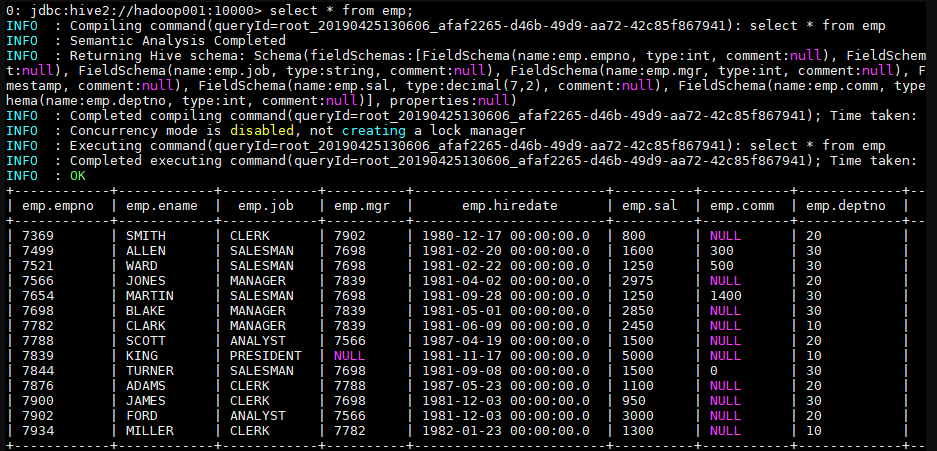 0: jdbc:hive2://hadoop001:10000> select * from emp;
INFO  : Compiling command(queryId=root_20190425130606_afaf2265-d46b-49d9-aa72-42c85f867941): select * from emp
INFO  : Semantic Analysis Completed
INFO  : Returning Hive schema: Schema(fieldSchemas:[FieldSchema(name:emp.empno, type:int, comment:null), FieldSchem
t:null), FieldSchema(name:emp.job, type:string, comment:null), FieldSchema(name:emp.mgr, type:int, comment:null), F
mestamp, comment:null), FieldSchema(name:emp.sal, type:decimal(7,2), comment:null), FieldSchema(name:emp.comm, type
hema(name:emp.deptno, type:int, comment:null)], properties:null)
INFO  : Completed compiling command(queryId=root_20190425130606_afaf2265-d46b-49d9-aa72-42c85f867941); Time taken:
INFO  : Concurrency mode is disabled, not creating a lock manager
INFO  : Executing command(queryId=root_20190425130606_afaf2265-d46b-49d9-aa72-42c85f867941): select * from emp
INFO  : Completed executing command(queryId=root_20190425130606_afaf2265-d46b-49d9-aa72-42c85f867941); Time taken:
INFO  : OK
| emp.empno | emp.ename | emp.job | emp.mgr | emp.hiredate | emp.sal | emp.comm | emp.deptno |
| 7369 | SMITH | CLERK | 7902 | 1980-12-17 00:00:00.0 | 800 | NULL | 20 |
| 7499 | ALLEN | SALESMAN | 7698 | 1981-02-20 00:00:00.0 | 1600 | 300 | 30 |
| 7521 | WARD | SALESMAN | 7698 | 1981-02-22 00:00:00.0 | 1250 | 500 | 30 |
| 7566 | JONES | MANAGER | 7839 | 1981-04-02 00:00:00.0 | 2975 | NULL | 20 |
| 7654 | MARTIN | SALESMAN | 7698 | 1981-09-28 00:00:00.0 | 1250 | 1400 | 30 |
| 7698 | BLAKE | MANAGER | 7839 | 1981-05-01 00:00:00.0 | 2850 | NULL | 30 |
| 7782 | CLARK | MANAGER | 7839 | 1981-06-09 00:00:00.0 | 2450 | NULL | 10 |
| 7788 | SCOTT | ANALYST | 7566 | 1987-04-19 00:00:00.0 | 1500 | NULL | 20 |
| 7839 | KING | PRESIDENT | NULL | 1981-11-17 00:00:00.0 | 5000 | NULL | 10 |
| 7844 | TURNER | SALESMAN | 7698 | 1981-09-08 00:00:00.0 | 1500 | 0 | 30 |
| 7876 | ADAMS | CLERK | 7788 | 1987-05-23 00:00:00.0 | 1100 | NULL | 20 |
| 7900 | JAMES | CLERK | 7698 | 1981-12-03 00:00:00.0 | 950 | NULL | 30 |
| 7902 | FORD | ANALYST | 7566 | 1981-12-03 00:00:00.0 | 3000 | NULL | 20 |
| 7934 | MILLER | CLERK | 7782 | 1982-01-23 00:00:00.0 | 1300 | NULL | 10 |